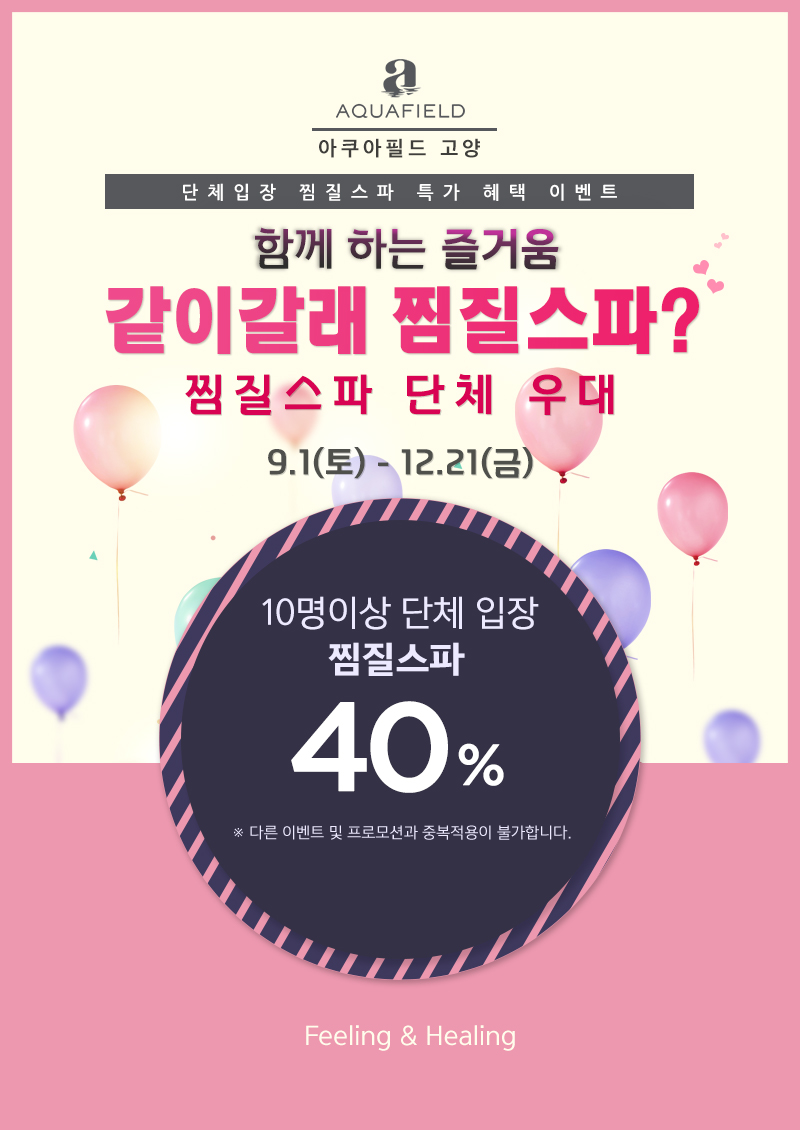 a
AQUAFIELD
아쿠아필드 고양
단체입장 찜질스파 특가 혜택 이벤트
함께 하는 즐거움
같이갈래 찜질스파?
찜질스파 단체 우대
9.1(토) - 12.21(금)
10명이상 단체 입장
찜질스파
40%
※ 다른 이벤트 및 프로모션과 중복적용이 불가합니다.
Feeling & Healing